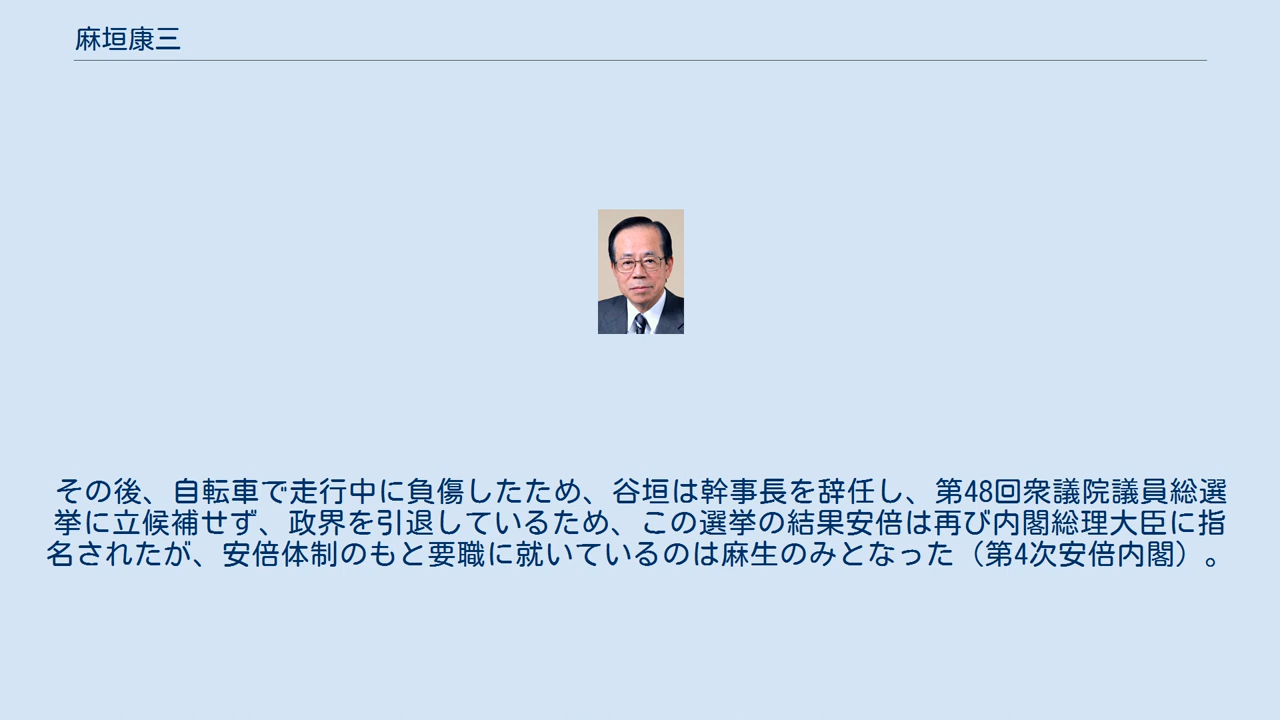 麻垣康三
その後、自転車で走行中に負傷したため、谷垣は幹事長を辞任し、第48回衆議院議員総選
挙に立候補せず、政界を引退しているため、この選挙の結果安倍は再び内閣総理大臣に指
名されたが、安倍体制のもと要職に就いているのは麻生のみとなった（第4次安倍内閣）。